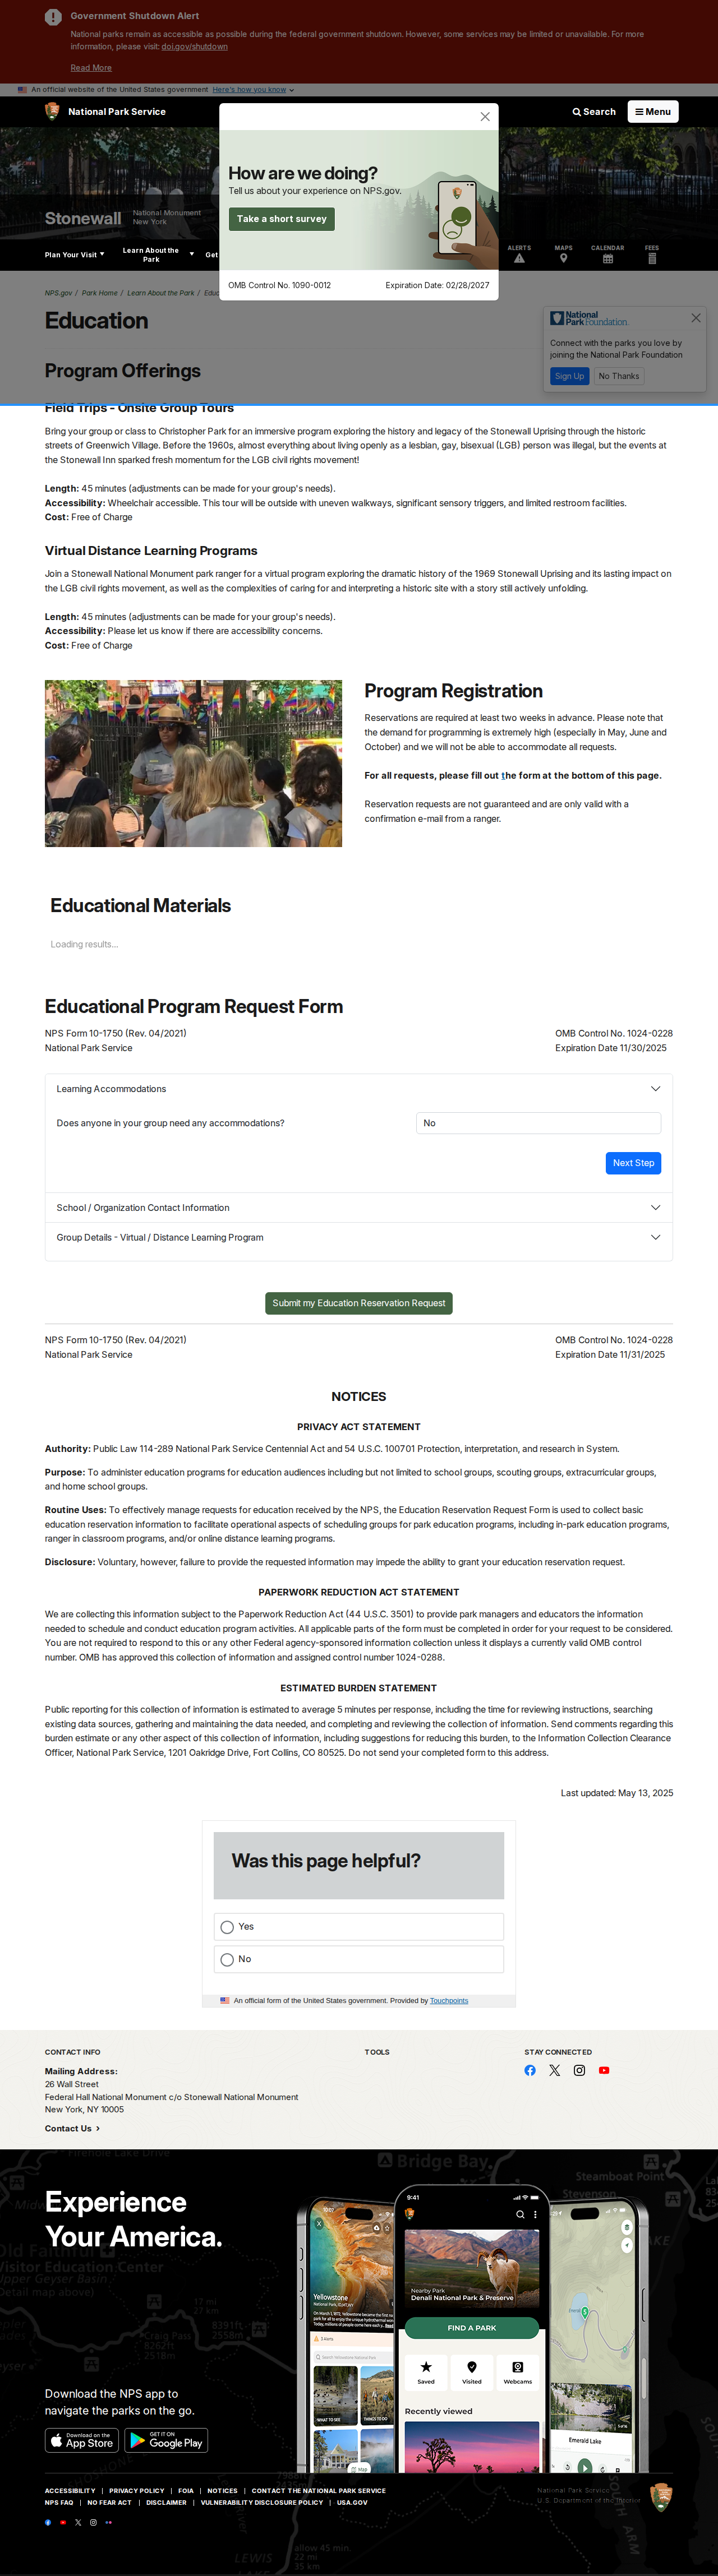 Government Shutdown Alert
National parks remain as accessible as possible during the federal government shutdown. However, some services may be limited or unavailable. For more
information, please visit: doi.gov/shutdown
Read More
An official website of the United States government Here's how you know
National Park Service
Search
Menu
How are we doing?
Tell us about your experience on NPS.gov.
Take a short survey
OMB Control No. 1090-0012
Expiration Date: 02/28/2027
Stonewall
National Monument
New York
Plan Your Visit
Learn About the
Park
Get
ALERTS
MAPS
CALENDAR
FEES
NPS.gov / Park Home / Learn About the Park / Educ
Education
National
Park
Foundation
Connect with the parks you love by
joining the National Park Foundation
Sign Up
No Thanks
Program Offerings
Field Trips - Onsite Group Tours
Bring your group or class to Christopher Park for an immersive program exploring the history and legacy of the Stonewall Uprising through the historic
streets of Greenwich Village. Before the 1960s, almost everything about living openly as a lesbian, gay, bisexual (LGB) person was illegal, but the events at
the Stonewall Inn sparked fresh momentum for the LGB civil rights movement!
Length: 45 minutes (adjustments can be made for your group's needs).
Accessibility: Wheelchair accessible. This tour will be outside with uneven walkways, significant sensory triggers, and limited restroom facilities.
Cost: Free of Charge
Virtual Distance Learning Programs
Join a Stonewall National Monument park ranger for a virtual program exploring the dramatic history of the 1969 Stonewall Uprising and its lasting impact on
the LGB civil rights movement, as well as the complexities of caring for and interpreting a historic site with a story still actively unfolding.
Length: 45 minutes (adjustments can be made for your group's needs).
Accessibility: Please let us know if there are accessibility concerns.
Cost: Free of Charge
Program Registration
Reservations are required at least two weeks in advance. Please note that
the demand for programming is extremely high (especially in May, June and
October) and we will not be able to accommodate all requests.
For all requests, please fill out the form at the bottom of this page.
Reservation requests are not guaranteed and are only valid with a
confirmation e-mail from a ranger.
Educational Materials
Loading results...
Educational Program Request Form
NPS Form 10-1750 (Rev. 04/2021)
National Park Service
OMB Control No. 1024-0228
Expiration Date 11/30/2025
Learning Accommodations
Does anyone in your group need any accommodations?
No
Next Step
School / Organization Contact Information
Group Details - Virtual / Distance Learning Program
Submit my Education Reservation Request
NPS Form 10-1750 (Rev. 04/2021)
National Park Service
OMB Control No. 1024-0228
Expiration Date 11/31/2025
NOTICES
PRIVACY ACT STATEMENT
Authority: Public Law 114-289 National Park Service Centennial Act and 54 U.S.C. 100701 Protection, interpretation, and research in System.
Purpose: To administer education programs for education audiences including but not limited to school groups, scouting groups, extracurricular groups,
and home school groups.
Routine Uses: To effectively manage requests for education received by the NPS, the Education Reservation Request Form is used to collect basic
education reservation information to facilitate operational aspects of scheduling groups for park education programs, including in-park education programs,
ranger in classroom programs, and/or online distance learning programs.
Disclosure: Voluntary, however, failure to provide the requested information may impede the ability to grant your education reservation request.
PAPERWORK REDUCTION ACT STATEMENT
We are collecting this information subject to the Paperwork Reduction Act (44 U.S.C. 3501) to provide park managers and educators the information
needed to schedule and conduct education program activities. All applicable parts of the form must be completed in order for your request to be considered.
You are not required to respond to this or any other Federal agency-sponsored information collection unless it displays a currently valid OMB control
number. OMB has approved this collection of information and assigned control number 1024-0288.
ESTIMATED BURDEN STATEMENT
Public reporting for this collection of information is estimated to average 5 minutes per response, including the time for reviewing instructions, searching
existing data sources, gathering and maintaining the data needed, and completing and reviewing the collection of information. Send comments regarding this
burden estimate or any other aspect of this collection of information, including suggestions for reducing this burden, to the Information Collection Clearance
Officer, National Park Service, 1201 Oakridge Drive, Fort Collins, CO 80525. Do not send your completed form to this address.
Last updated: May 13, 2025
Was this page helpful?
Yes
No
An official form of the United States government. Provided by Touchpoints
CONTACT INFO
Mailing Address:
26 Wall Street
Federal Hall National Monument c/o Stonewall National Monument
New York, NY 10005
Contact Us
TOOLS
STAY CONNECTED
Experience
Your America.
Download the NPS app to
navigate the parks on the go.
Download on the
App Store
GET IT ON
Google Play
Yellowstone
9:41
Nearby Park
Denali National Park & Preserve
FIND A PARK
Saved
Visited
Webcams
Recently viewed
WHAT TO SEE
THINGS TO DO
Map
Emerald Lake
Bridge Bay
Steamboat Point
Stevenson
Craig Pass
8262ft
2518m
8391ft
2558m
17 mi
27 km
Education Center
LEWIS
LAKE
allow 45 min.
22 mi
35 km
ACCESSIBILITY | PRIVACY POLICY | FOIA | NOTICES | CONTACT THE NATIONAL PARK SERVICE
NPS FAQ | NO FEAR ACT | DISCLAIMER | VULNERABILITY DISCLOSURE POLICY | USA.GOV
National Park Service
U.S. Department of the Interior